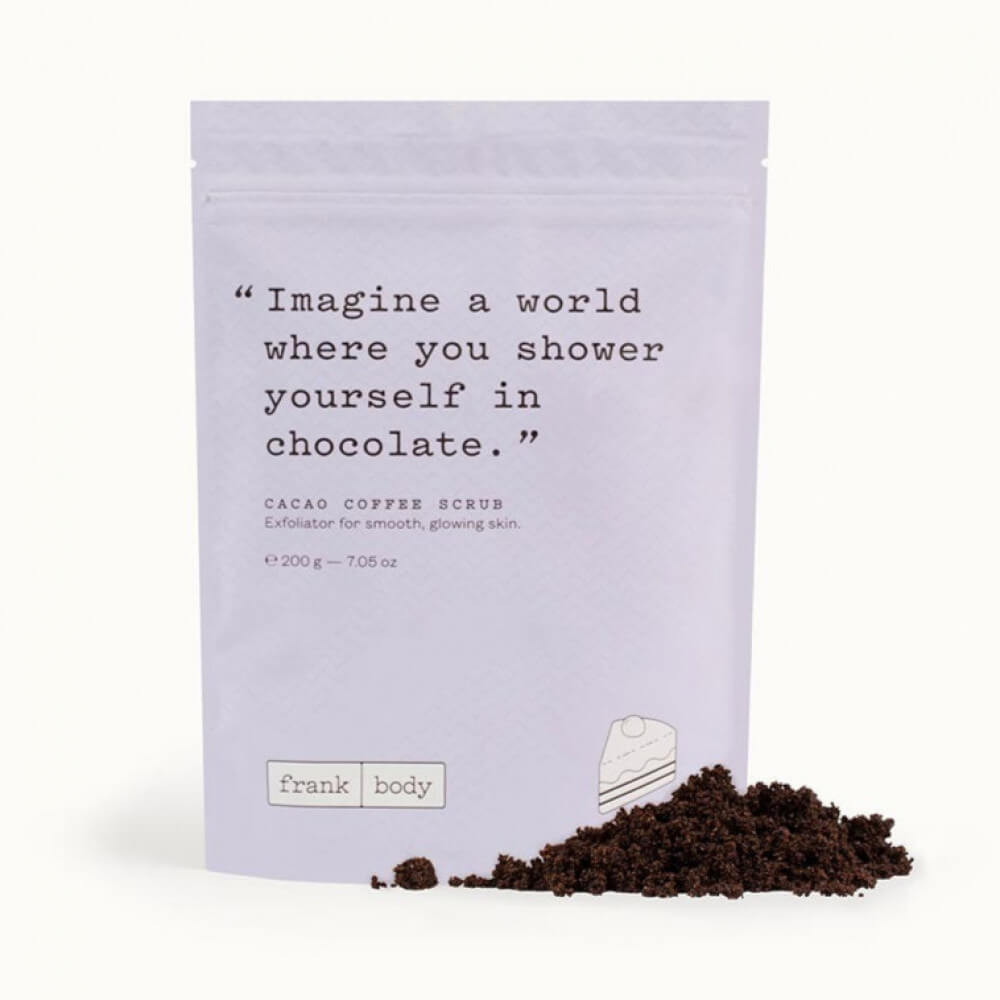 “Imagine a world
where you shower
yourself in
chocolate.”
CACAO COFFEE SCRUB
Exfoliator for smooth, glowing skin.
℮ 200 g — 7.05 oz
frank body